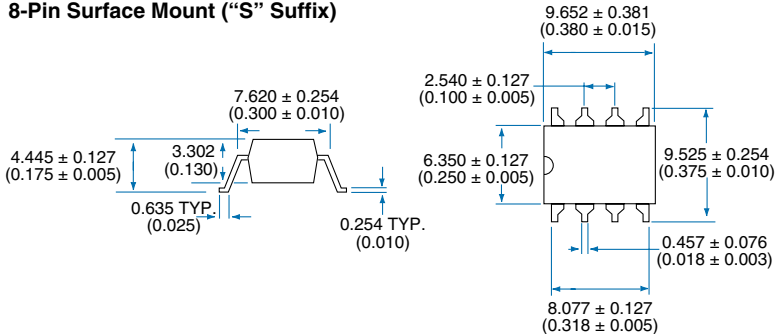 8-Pin Surface Mount (“S” Suffix)
7.620 ± 0.254
(0.300 ± 0.010)
4.445 ± 0.127
(0.175 ± 0.005)
3.302
(0.130)
0.635 TYP.
(0.025)
0.254 TYP.
(0.010)
9.652 ± 0.381
(0.380 ± 0.015)
2.540 ± 0.127
(0.100 ± 0.005)
6.350 ± 0.127
(0.250 ± 0.005)
9.525 ± 0.254
(0.375 ± 0.010)
0.457 ± 0.076
(0.018 ± 0.003)
8.077 ± 0.127
(0.318 ± 0.005)